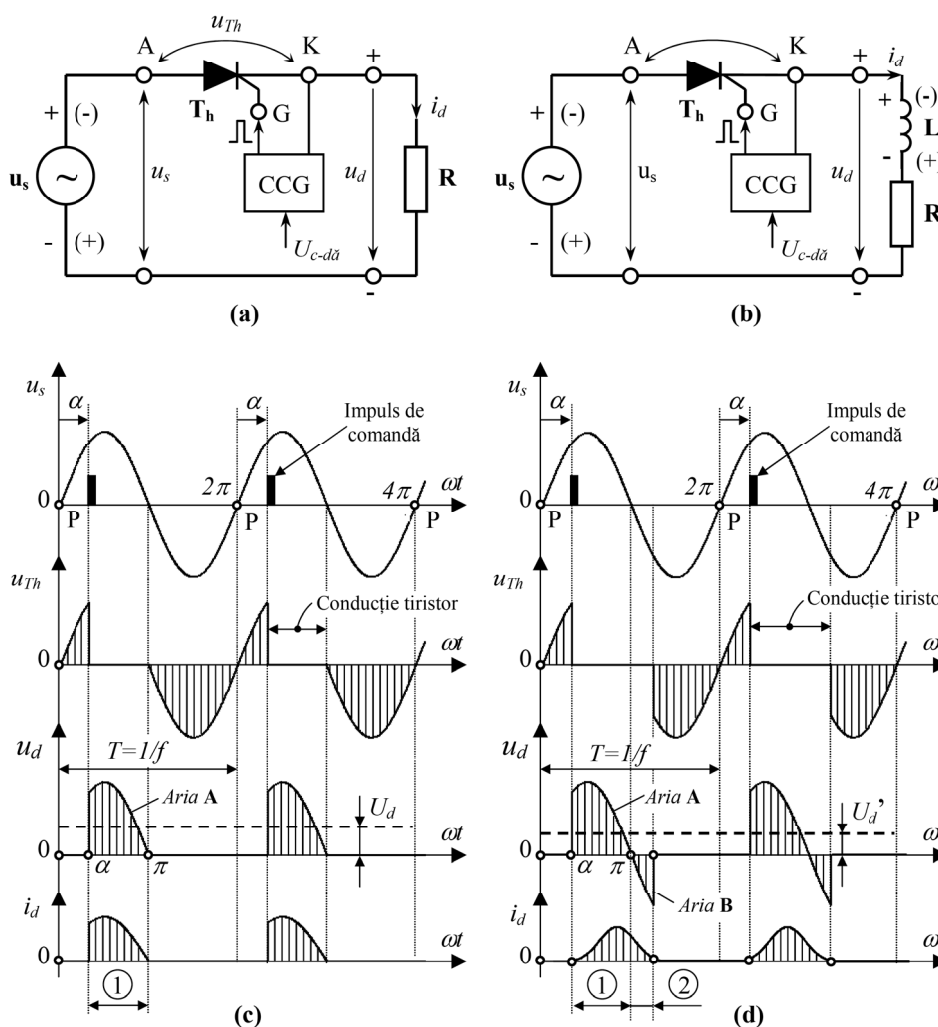 u_Th
A
K
+
T_h
G
i_d
+
(-)
u_s
~
u_s
CCG
u_d
R
-
(+)
U_c-dă
-
(a)
A
K
+
i_d
+
(-)
T_h
G
L
-
(+)
+
(-)
u_s
~
u_s
CCG
u_d
R
-
(+)
U_c-dă
-
(b)
u_s
α
α
Impuls de
comandă
0
P
2π
P
4π
P
ωt
u_Th
Conducție tiristor
0
ωt
u_d
T=1/f
Aria A
U_d
ωt
0
α
π
i_d
0
ωt
1
(c)
u_s
α
α
Impuls de
comandă
0
P
2π
P
4π
P
ω
u_Th
Conducție tiristo
0
ω
u_d
T=1/f
Aria A
U_d’
ω
0
α
π
Aria B
i_d
0
ω
1
2
(d)